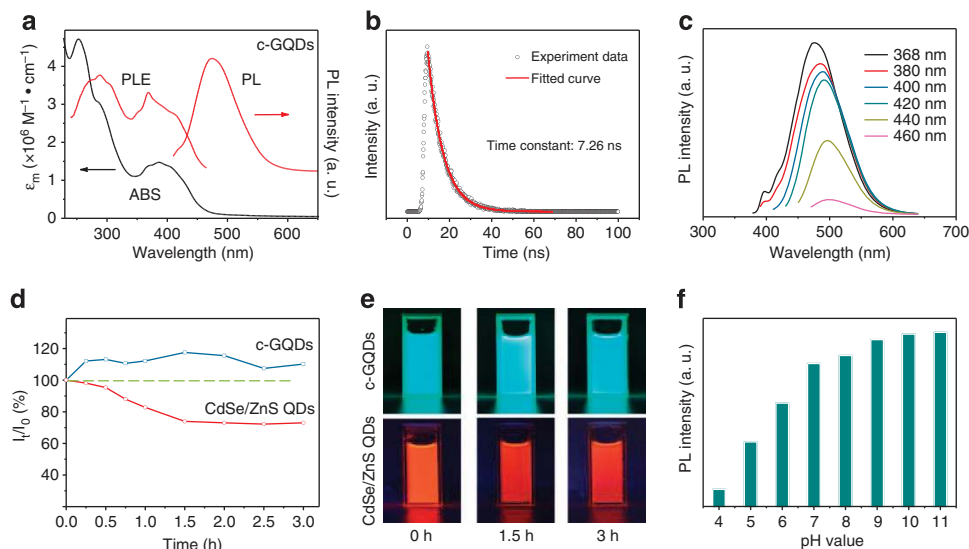 a
c-GQDs
PLE
PL
ABS
ε_m (×10⁶ M⁻¹ • cm⁻¹)
PL intensity (a. u.)
5
4
3
2
1
0
300 400 500 600
Wavelength (nm)
b
Experiment data
Fitted curve
Time constant: 7.26 ns
Intensity (a. u.)
0 20 40 60 80 100
Time (ns)
c
368 nm
380 nm
400 nm
420 nm
440 nm
460 nm
PL intensity (a. u.)
300 400 500 600 700
Wavelength (nm)
d
c-GQDs
CdSe/ZnS QDs
I_t/I_0 (%)
120
100
80
60
40
20
0.0 0.5 1.0 1.5 2.0 2.5 3.0
Time (h)
e
c-GQDs
CdSe/ZnS QDs
0 h 1.5 h 3 h
f
PL intensity (a. u.)
4 5 6 7 8 9 10 11
pH value